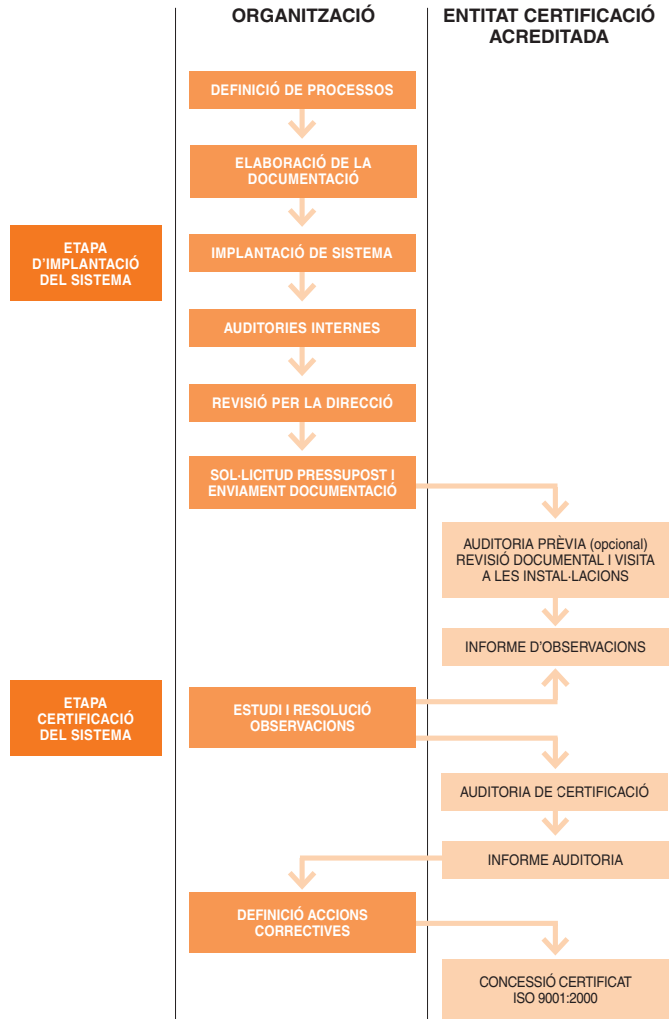 ORGANITZACIÓ
ENTITAT CERTIFICACIÓ
ACREDITADA
DEFINICIÓ DE PROCESSOS
ELABORACIÓ DE LA
DOCUMENTACIÓ
ETAPA
D'IMPLANTACIÓ
DEL SISTEMA
IMPLANTACIÓ DE SISTEMA
AUDITORIES INTERNES
REVISIÓ PER LA DIRECCIÓ
SOL·LICITUD PRESSUPOST I
ENVIAMENT DOCUMENTACIÓ
AUDITORIA PRÈVIA (opcional)
REVISIÓ DOCUMENTAL I VISITA
A LES INSTAL·LACIONS
INFORME D'OBSERVACIONS
ETAPA
CERTIFICACIÓ
DEL SISTEMA
ESTUDI I RESOLUCIÓ
OBSERVACIONS
AUDITORIA DE CERTIFICACIÓ
INFORME AUDITORIA
DEFINICIÓ ACCIONS
CORRECTIVES
CONCESSIÓ CERTIFICAT
ISO 9001:2000